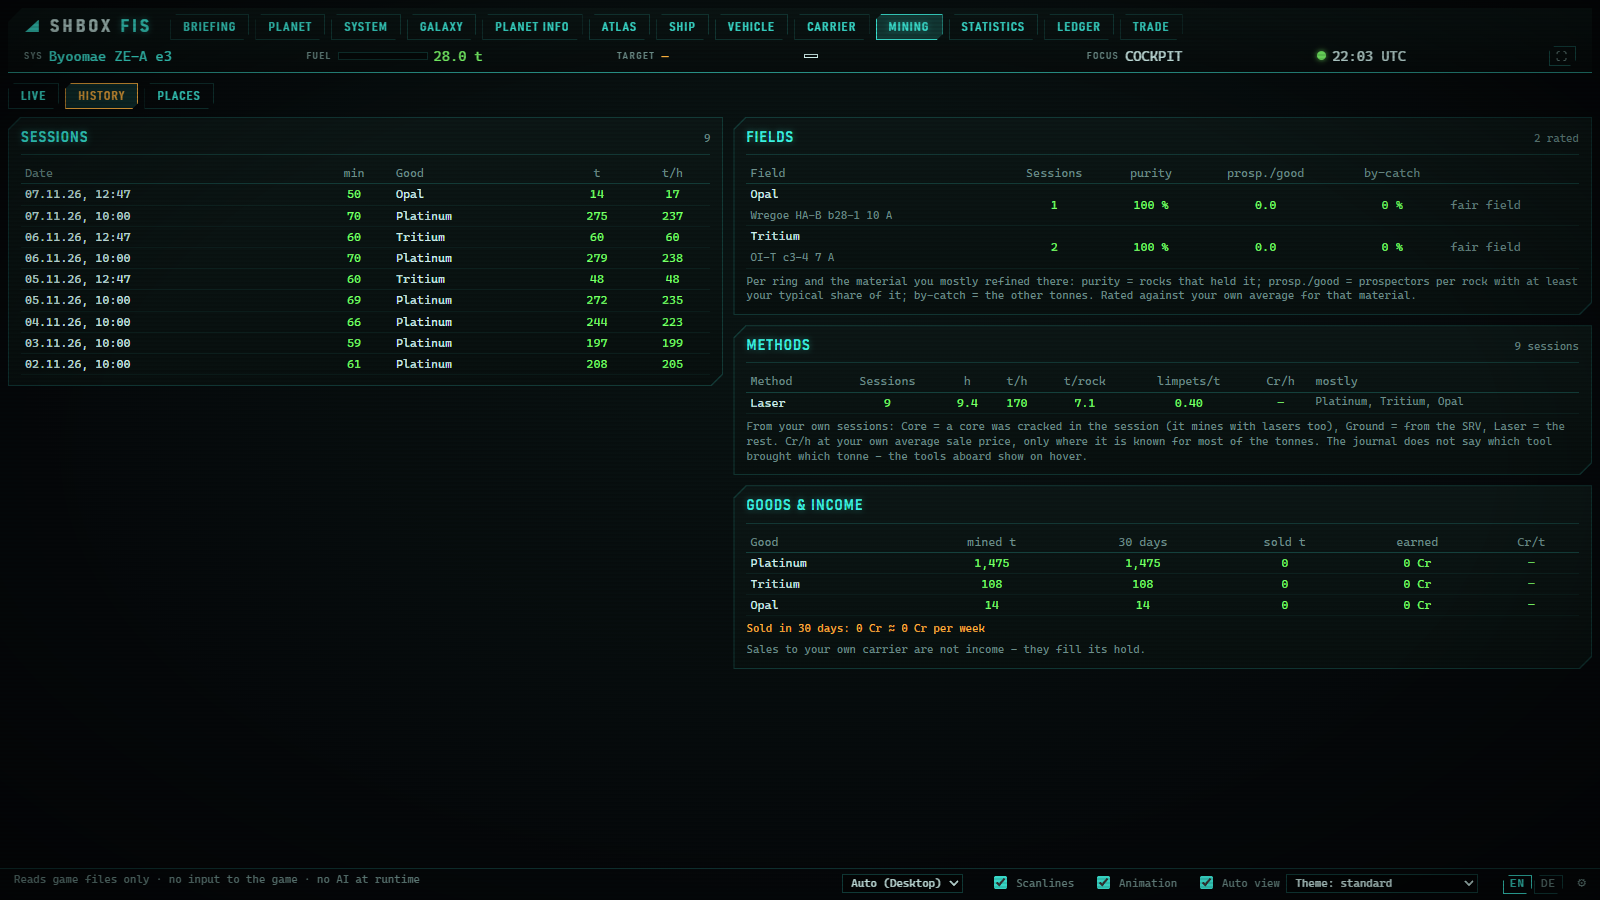 SHBOX FIS BRIEFING PLANET SYSTEM GALAXY PLANET INFO ATLAS SHIP VEHICLE CARRIER MINING STATISTICS LEDGER TRADE
SYS Byoomae ZE-A e3 FUEL 28.0 t TARGET – FOCUS COCKPIT 22:03 UTC
LIVE HISTORY PLACES
SESSIONS 9
Date min Good t t/h
07.11.26, 12:47 50 Opal 14 17
07.11.26, 10:00 70 Platinum 275 237
06.11.26, 12:47 60 Tritium 60 60
06.11.26, 10:00 70 Platinum 279 238
05.11.26, 12:47 60 Tritium 48 48
05.11.26, 10:00 69 Platinum 272 235
04.11.26, 10:00 66 Platinum 244 223
03.11.26, 10:00 59 Platinum 197 199
02.11.26, 10:00 61 Platinum 208 205
FIELDS 2 rated
Field Sessions purity prosp./good by-catch
Opal
Wregoe HA-B b28-1 10 A 1 100 % 0.0 0 % fair field
Tritium
OI-T c3-4 7 A 2 100 % 0.0 0 % fair field
Per ring and the material you mostly refined there: purity = rocks that held it; prosp./good = prospectors per rock with at least
your typical share of it; by-catch = the other tonnes. Rated against your own average for that material.
METHODS 9 sessions
Method Sessions h t/h t/rock limpets/t Cr/h mostly
Laser 9 9.4 170 7.1 0.40 – Platinum, Tritium, Opal
From your own sessions: Core = a core was cracked in the session (it mines with lasers too), Ground = from the SRV, Laser = the
rest. Cr/h at your own average sale price, only where it is known for most of the tonnes. The journal does not say which tool
brought which tonne – the tools aboard show on hover.
GOODS & INCOME
Good mined t 30 days sold t earned Cr/t
Platinum 1,475 1,475 0 0 Cr –
Tritium 108 108 0 0 Cr –
Opal 14 14 0 0 Cr –
Sold in 30 days: 0 Cr ≈ 0 Cr per week
Sales to your own carrier are not income – they fill its hold.
Reads game files only · no input to the game · no AI at runtime Auto (Desktop) Scanlines Animation Auto view Theme: standard EN DE